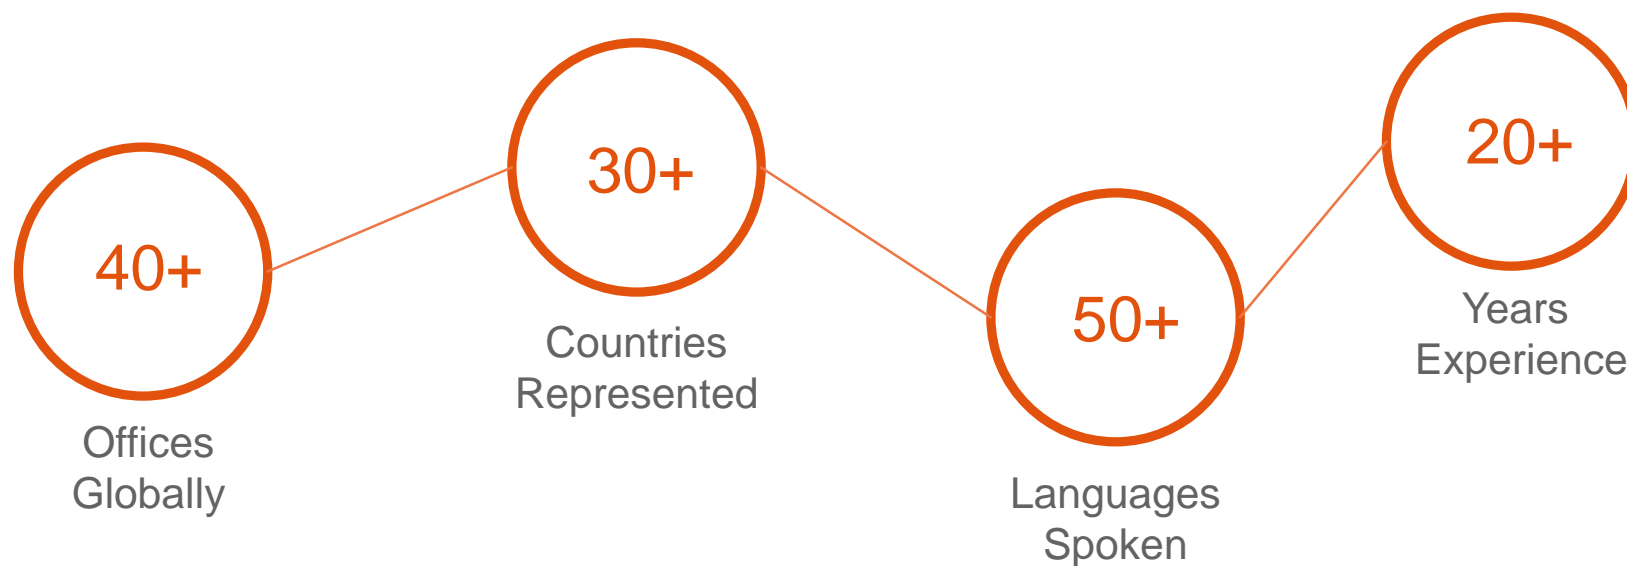 40+
Offices
Globally
30+
Countries
Represented
50+
Languages
Spoken
20+
Years
Experience